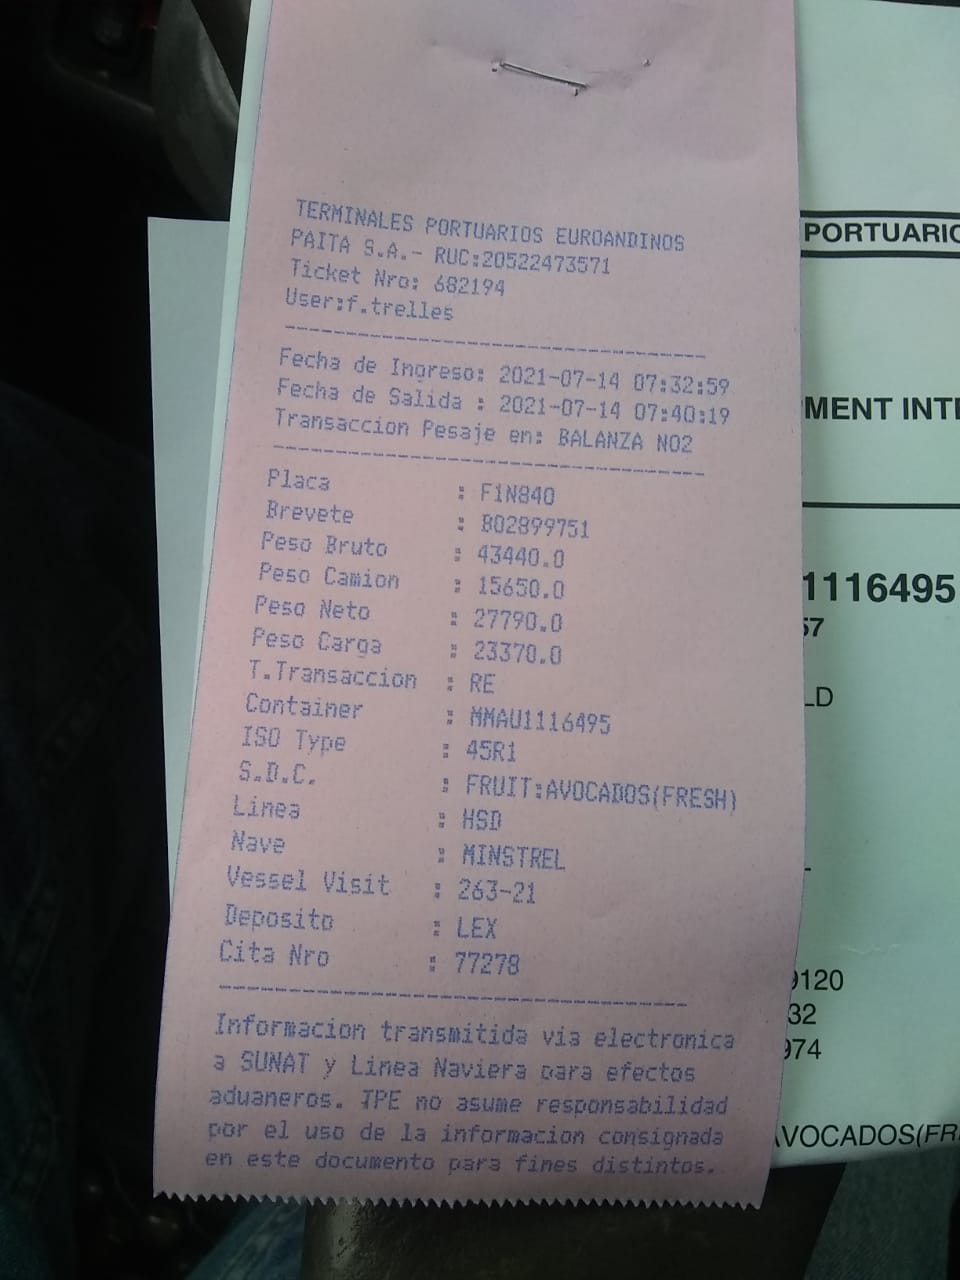 TERMINALES PORTUARIOS EUROANDINOS
PAITA S.A.- RUC:20522473571
Ticket Nro: 682194
User:f.trelles
Fecha de Ingreso: 2021-07-14 07:32:59
Fecha de Salida : 2021-07-14 07:40:19
Transaccion Pesaje en: BALANZA NO2
Placa : F1N840
Brevete : B02899751
Peso Bruto : 43440.0
Peso Camion : 15650.0
Peso Neto : 27790.0
Peso Carga : 23370.0
T.Transaccion : RE
Container : MMAU1116495
ISO Type : 45R1
S.D.C. : FRUIT:AVOCADOS(FRESH)
Linea : HSD
Nave : MINSTREL
Vessel Visit : 263-21
Deposito : LEX
Cita Nro : 77278
Informacion transmitida via electronica
a SUNAT y Linea Naviera para efectos
aduaneros. TPE no asume responsabilidad
por el uso de la informacion consignada
en este documento para fines distintos.
PORTUARIO
MENT INTE
1116495
57
LD
9120
32
974
AVOCADOS(FR